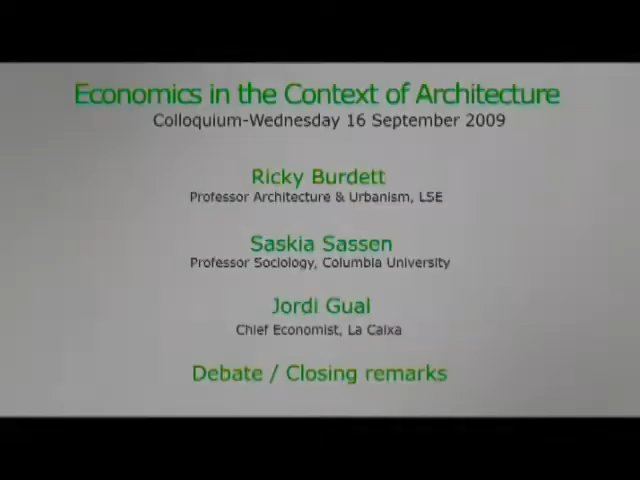 Economics in the Context of Architecture
Colloquium-Wednesday 16 September 2009
Ricky Burdett
Professor Architecture & Urbanism, LSE
Saskia Sassen
Professor Sociology, Columbia University
Jordi Gual
Chief Economist, La Caixa
Debate / Closing remarks